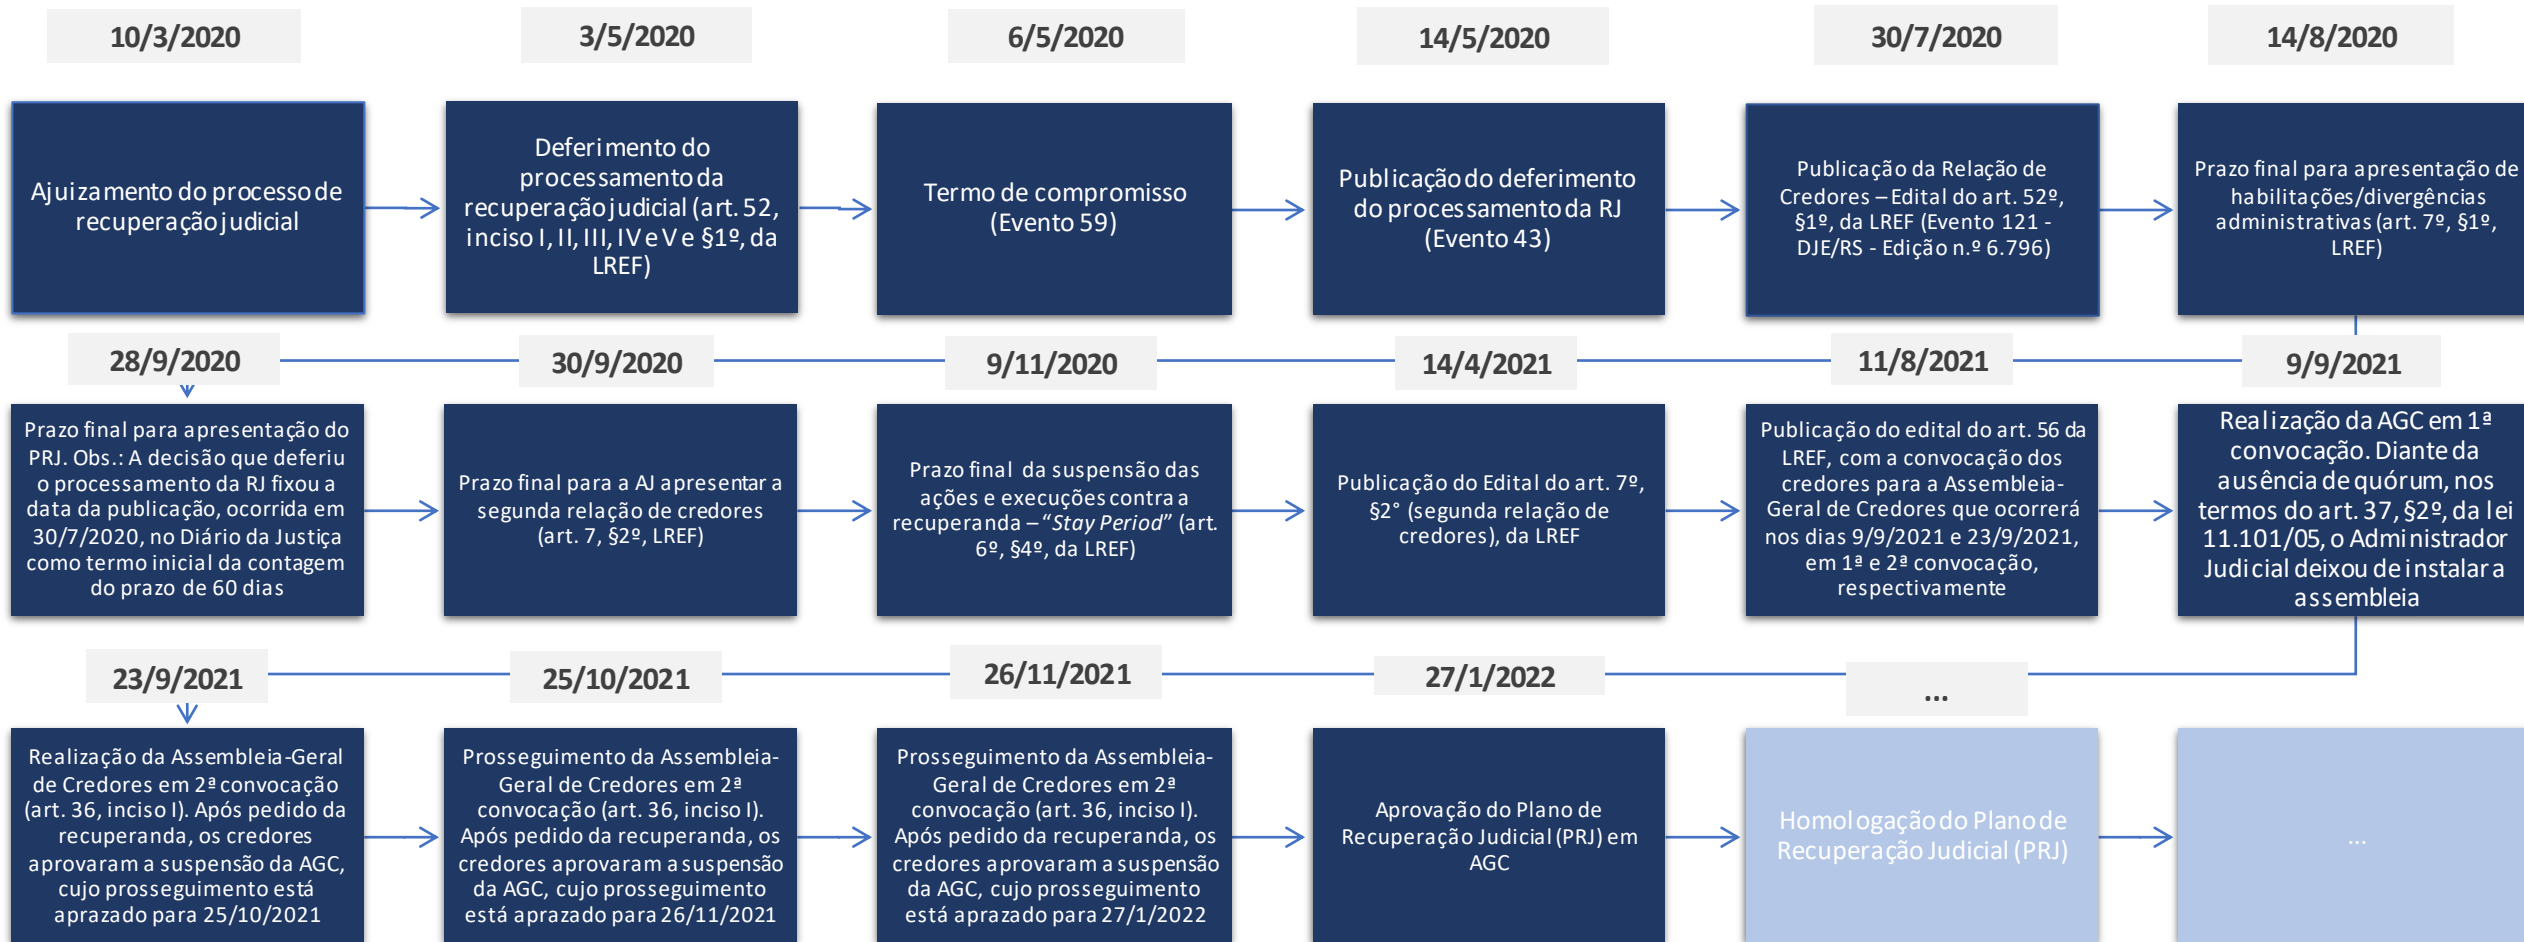 10/3/2020
3/5/2020
6/5/2020
14/5/2020
30/7/2020
14/8/2020
Ajuizamento do processo de
recuperação judicial
Deferimento do
processamento da
recuperação judicial (art. 52,
inciso I, II, III, IV e V e §1º, da
LREF)
Termo de compromisso
(Evento 59)
Publicação do deferimento
do processamento da RJ
(Evento 43)
Publicação da Relação de
Credores – Edital do art. 52º,
§1º, da LREF (Evento 121 -
DJE/RS - Edição n.º 6.796)
Prazo final para apresentação de
habilitações/divergências
administrativas (art. 7º, §1º,
LREF)
28/9/2020
30/9/2020
9/11/2020
14/4/2021
11/8/2021
9/9/2021
Prazo final para apresentação do
PRJ. Obs.: A decisão que deferiu
o processamento da RJ fixou a
data da publicação, ocorrida em
30/7/2020, no Diário da Justiça
como termo inicial da contagem
do prazo de 60 dias
Prazo final para a AJ apresentar a
segunda relação de credores
(art. 7, §2º, LREF)
Prazo final da suspensão das
ações e execuções contra a
recuperanda – “Stay Period” (art.
6º, §4º, da LREF)
Publicação do Edital do art. 7º,
§2° (segunda relação de
credores), da LREF
Publicação do edital do art. 56 da
LREF, com a convocação dos
credores para a Assembleia-
Geral de Credores que ocorrerá
nos dias 9/9/2021 e 23/9/2021,
em 1ª e 2ª convocação,
respectivamente
Realização da AGC em 1ª
convocação. Diante da
ausência de quórum, nos
termos do art. 37, §2º, da lei
11.101/05, o Administrador
Judicial deixou de instalar a
assembleia
23/9/2021
25/10/2021
26/11/2021
27/1/2022
...
Realização da Assembleia-Geral
de Credores em 2ª convocação
(art. 36, inciso I). Após pedido da
recuperanda, os credores
aprovaram a suspensão da AGC,
cujo prosseguimento está
aprazado para 25/10/2021
Prosseguimento da Assembleia-
Geral de Credores em 2ª
convocação (art. 36, inciso I).
Após pedido da recuperanda, os
credores aprovaram a suspensão
da AGC, cujo prosseguimento
está aprazado para 26/11/2021
Prosseguimento da Assembleia-
Geral de Credores em 2ª
convocação (art. 36, inciso I).
Após pedido da recuperanda, os
credores aprovaram a suspensão
da AGC, cujo prosseguimento
está aprazado para 27/1/2022
Aprovação do Plano de
Recuperação Judicial (PRJ) em
AGC
Homologação do Plano de
Recuperação Judicial (PRJ)
...